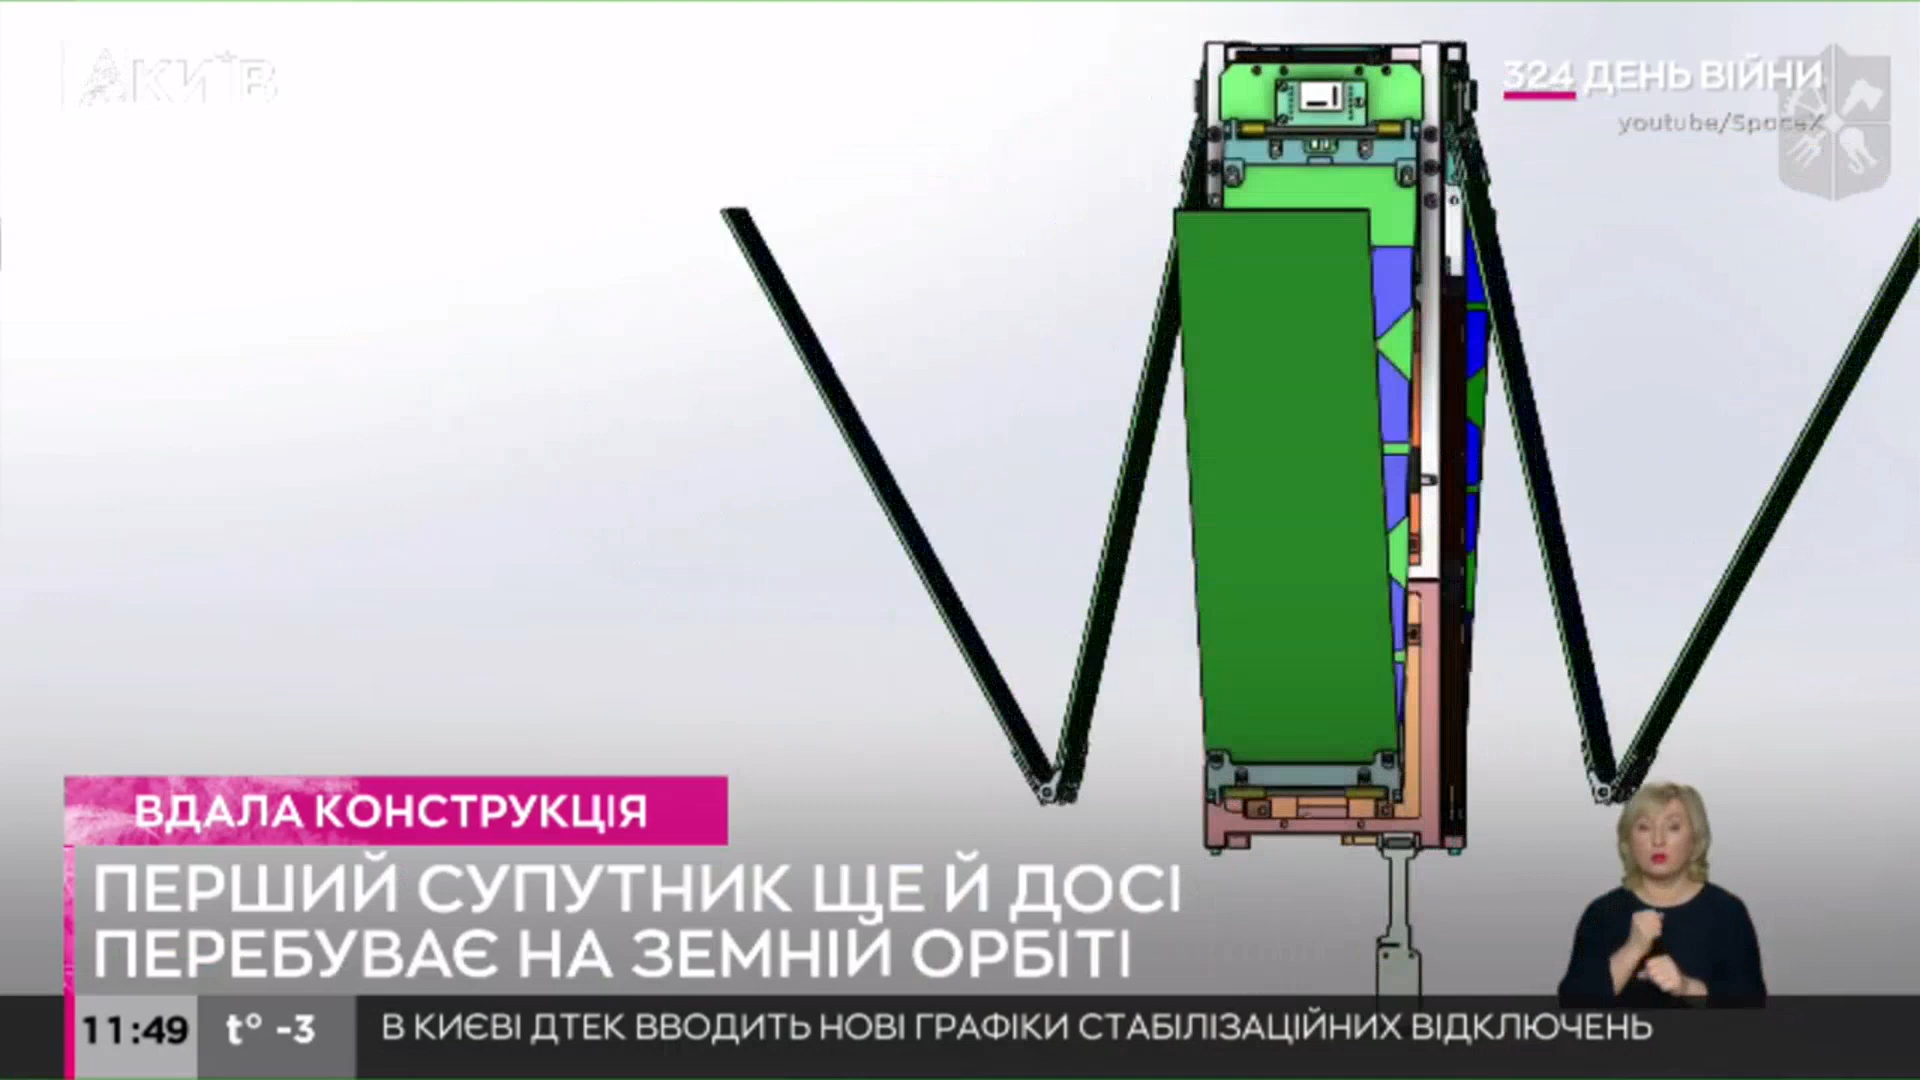 КИЇВ
324 ДЕНЬ ВІЙНИ
youtube/SpaceX
ВДАЛА КОНСТРУКЦІЯ
ПЕРШИЙ СУПУТНИК ЩЕ Й ДОСІ
ПЕРЕБУВАЄ НА ЗЕМНІЙ ОРБІТІ
11:49 t° -3 В КИЄВІ ДТЕК ВВОДИТЬ НОВІ ГРАФІКИ СТАБІЛІЗАЦІЙНИХ ВІДКЛЮЧЕНЬ